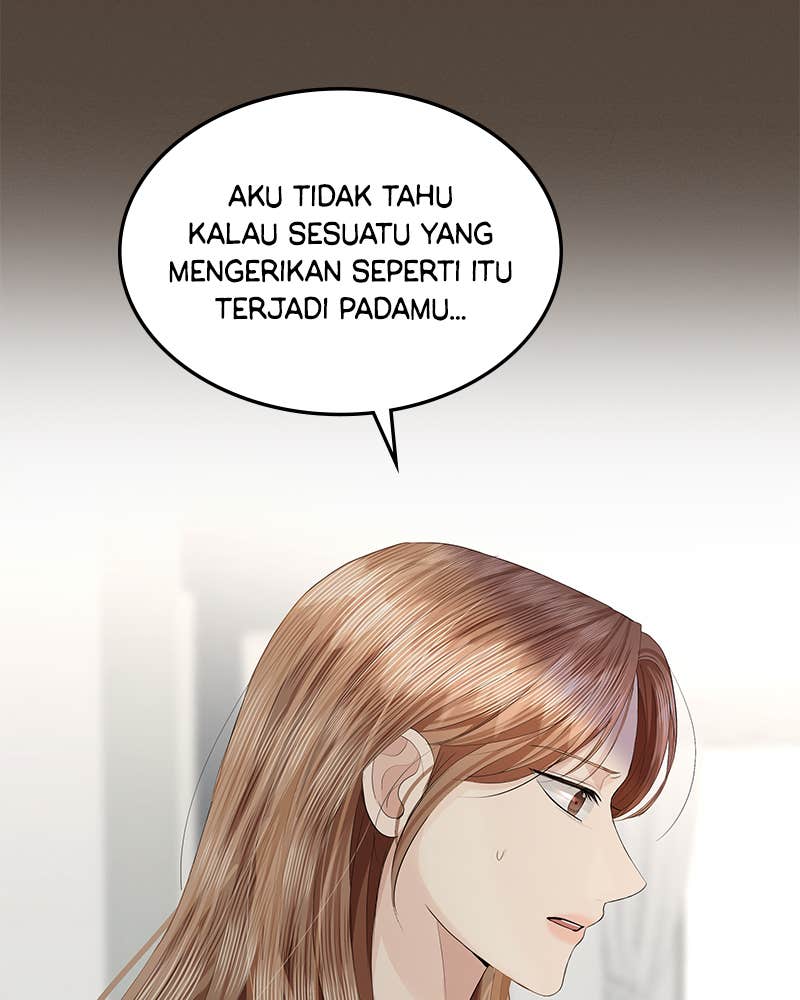 AKU TIDAK TAHU
KALAU SESUATU YANG
MENGERIKAN SEPERTI ITU
TERJADI PADAMU...